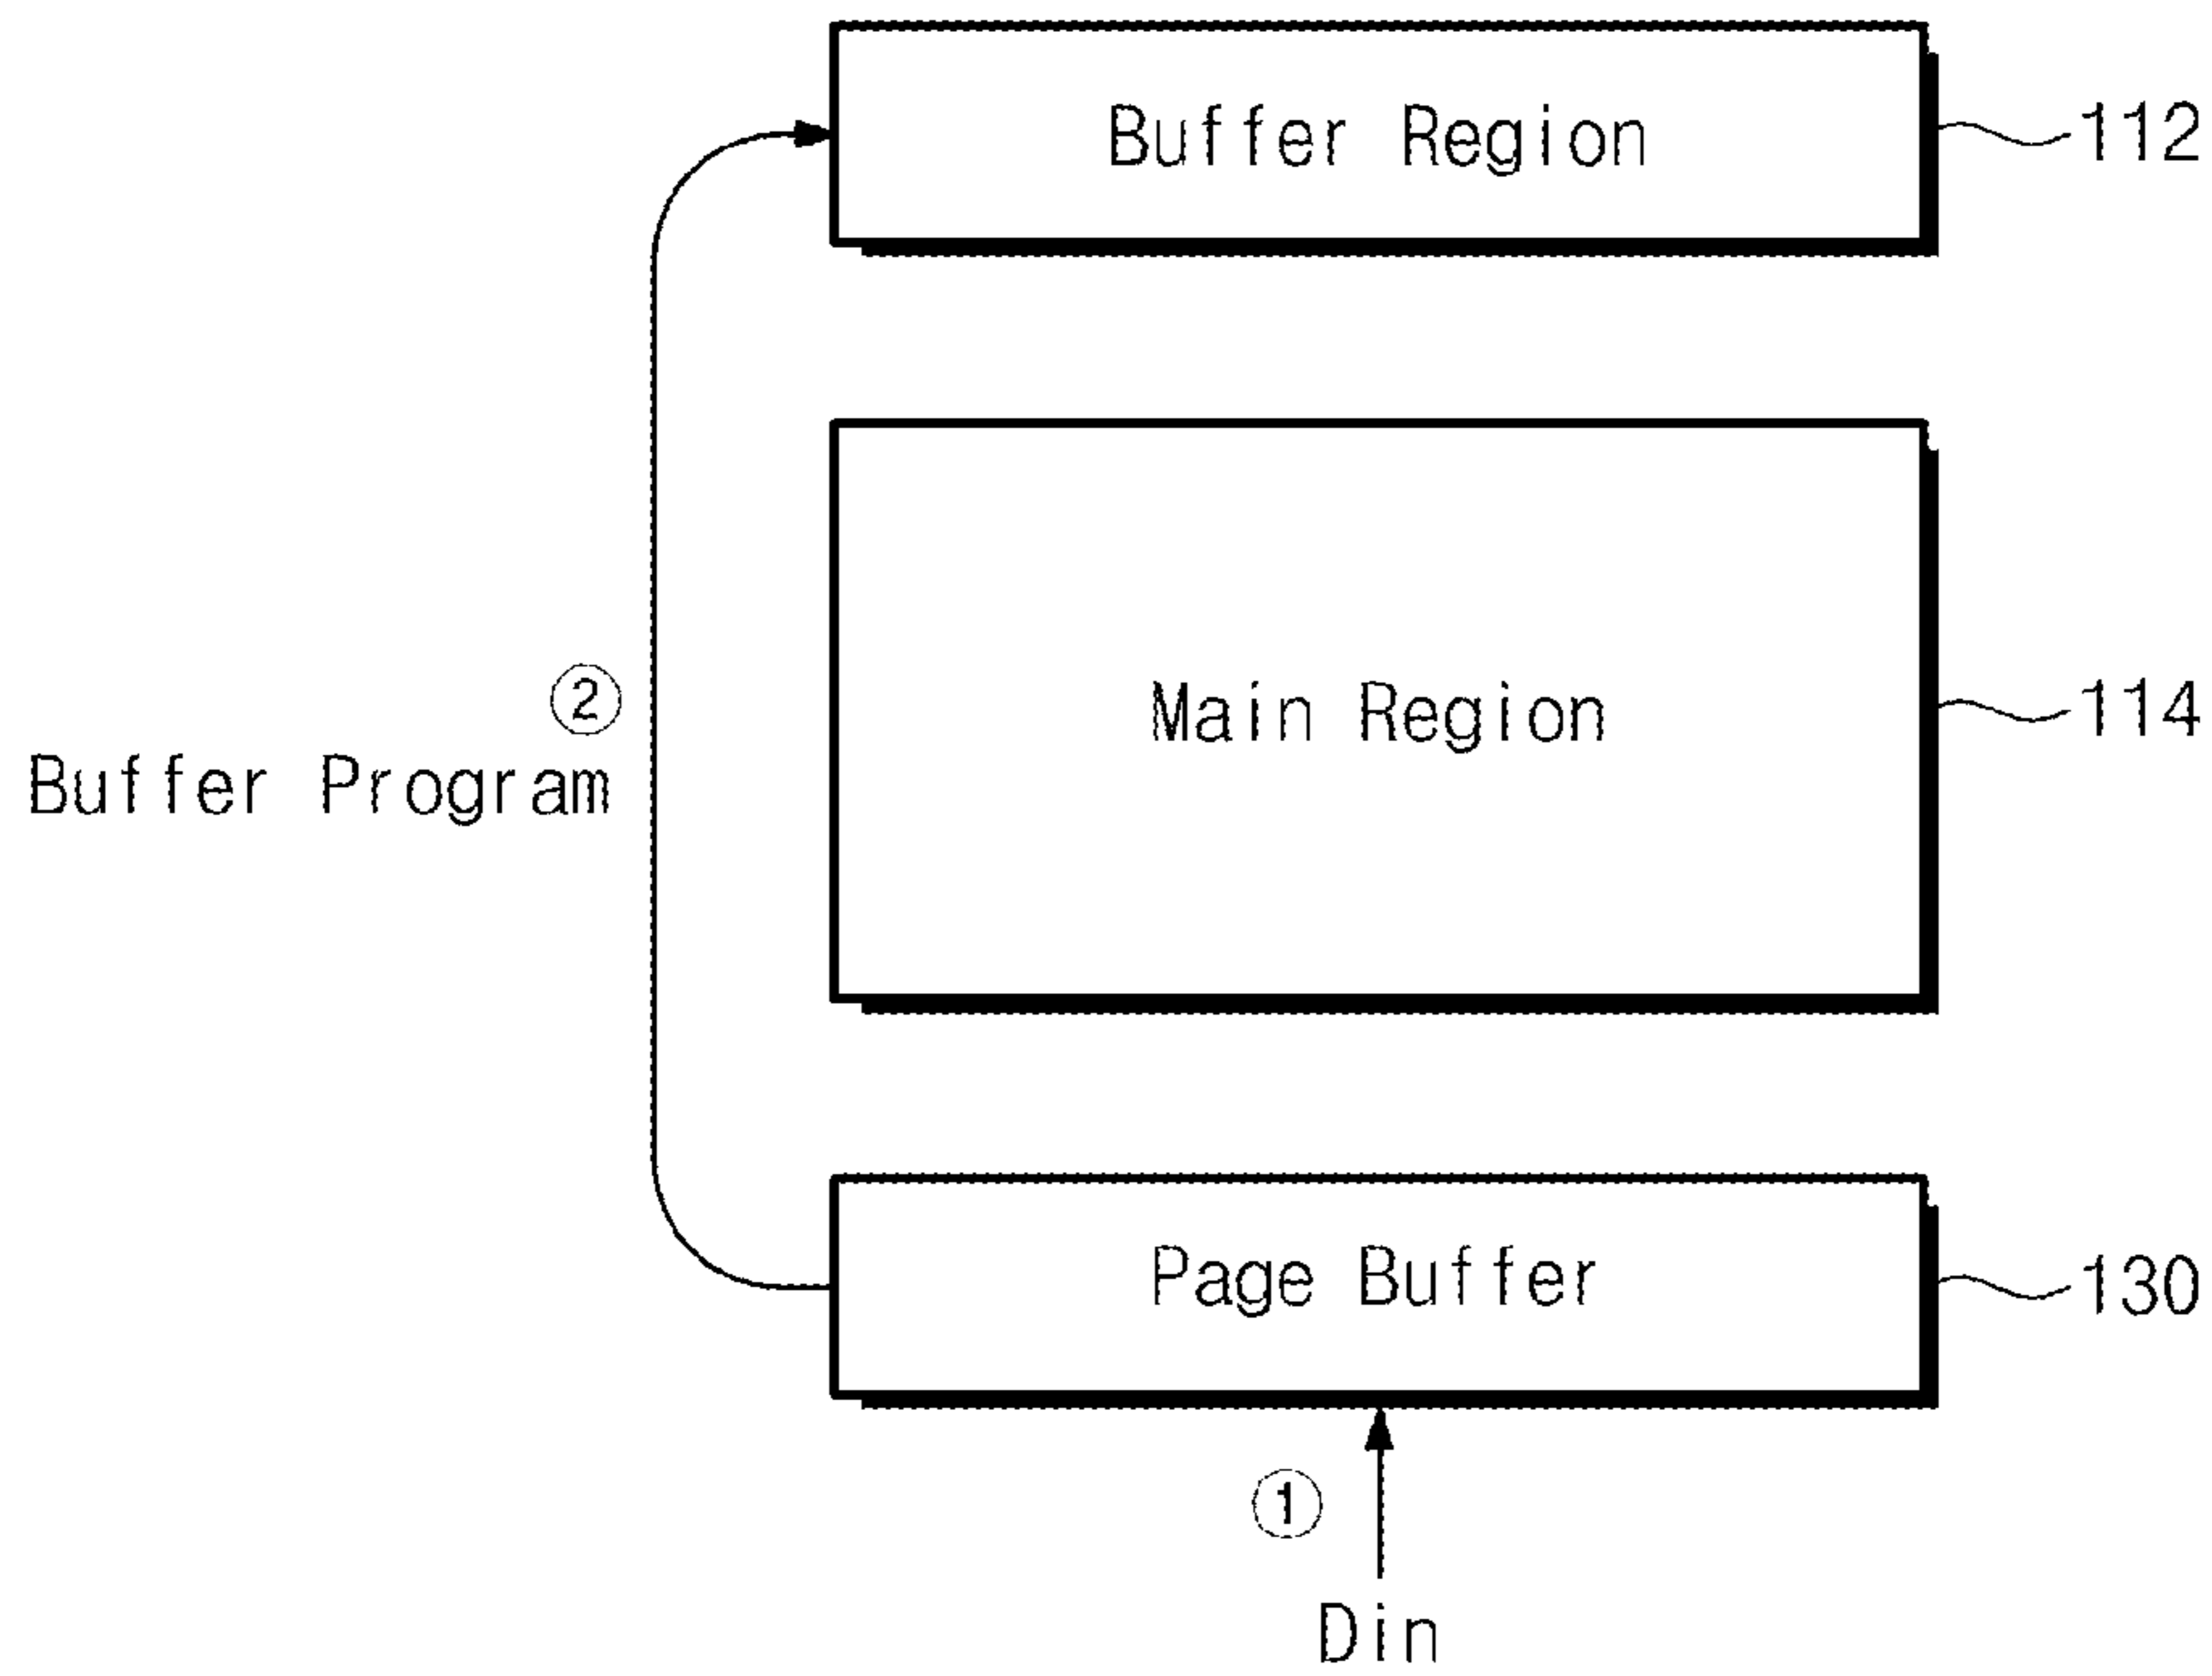 Buffer Region
112
②
Main Region
114
Buffer Program
Page Buffer
130
①
Din